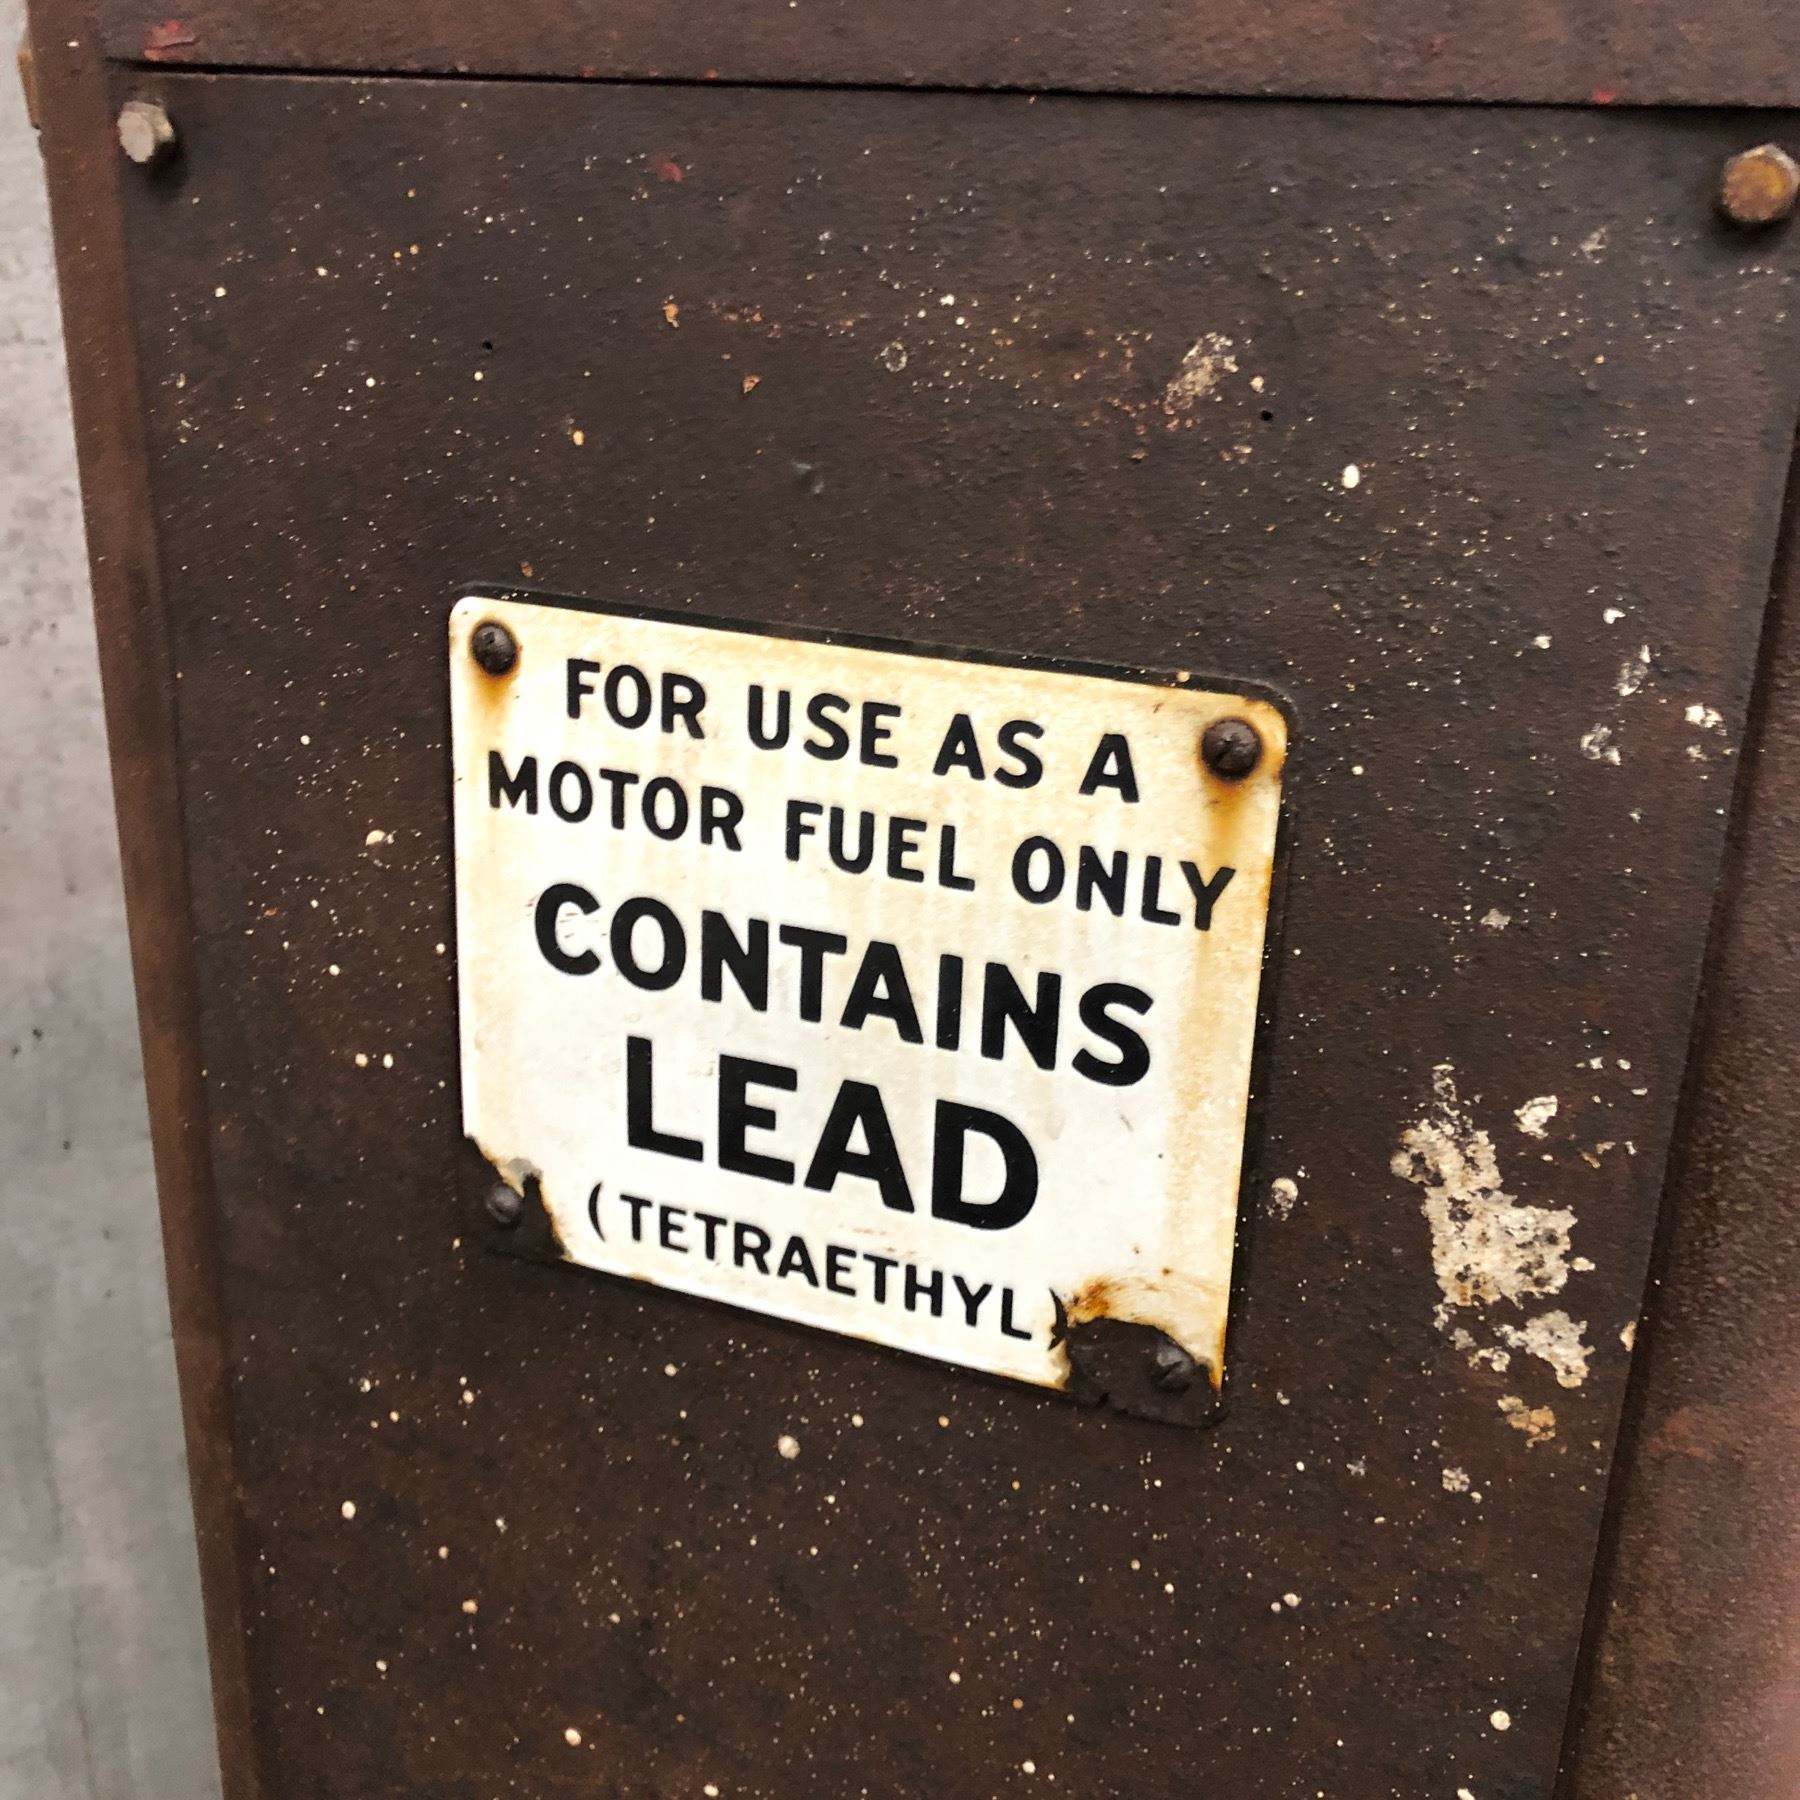 FOR USE AS A
MOTOR FUEL ONLY
CONTAINS
LEAD
(TETRAETHYL)